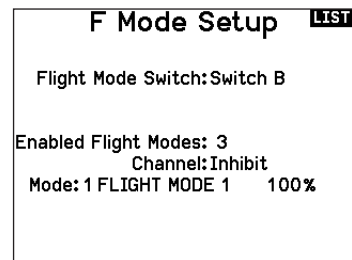 F Mode Setup LIST
Flight Mode Switch: Switch B
Enabled Flight Modes: 3
Channel: Inhibit
Mode: 1 FLIGHT MODE 1 100%